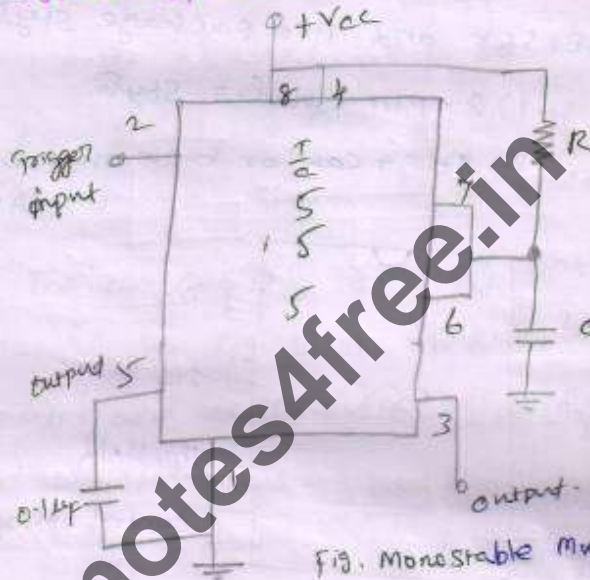 +Vcc
8 4
2
Trigger
input
R
I
C
5
5
5
7
6
C
Output 5
0.1µF
1
3
output.
Fig. Monostable
notes4free.in